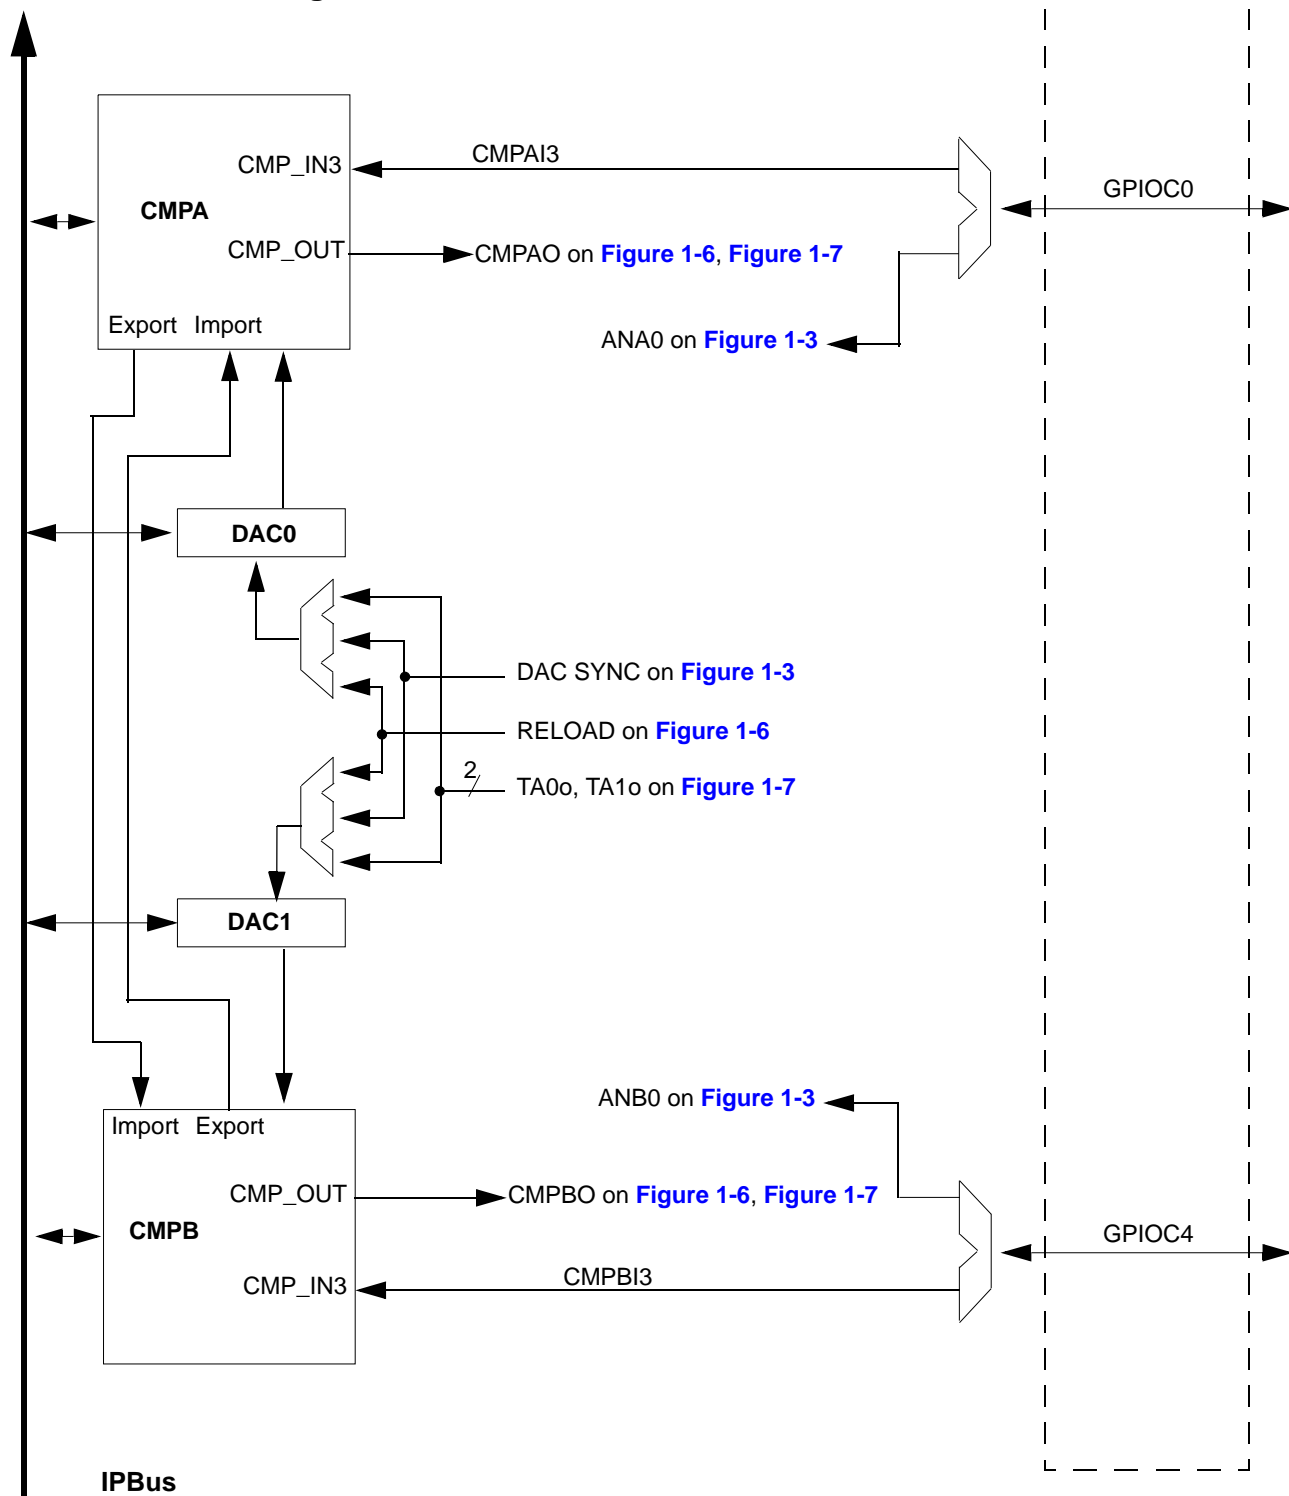 CMP_IN3
CMPAI3
GPIOC0
CMPA
CMP_OUT
CMPAO on Figure 1-6, Figure 1-7
Export Import
ANA0 on Figure 1-3
DAC0
DAC SYNC on Figure 1-3
RELOAD on Figure 1-6
2
TA0o, TA1o on Figure 1-7
DAC1
ANB0 on Figure 1-3
Import Export
CMP_OUT
CMPBO on Figure 1-6, Figure 1-7
CMPB
GPIOC4
CMP_IN3
CMPBI3
IPBus